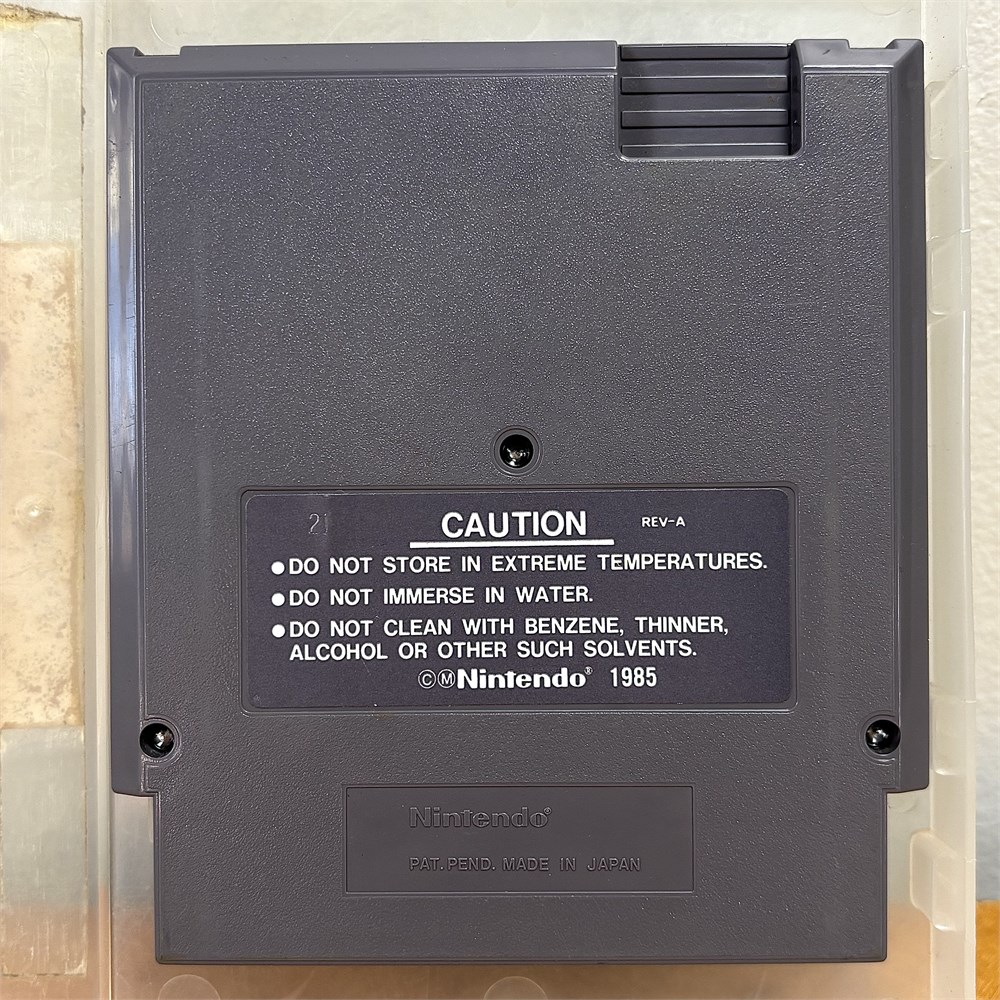 21
CAUTION REV-A
●DO NOT STORE IN EXTREME TEMPERATURES.
●DO NOT IMMERSE IN WATER.
●DO NOT CLEAN WITH BENZENE, THINNER,
ALCOHOL OR OTHER SUCH SOLVENTS.
©ⓂNintendo® 1985
Nintendo®
PAT.PEND. MADE IN JAPAN